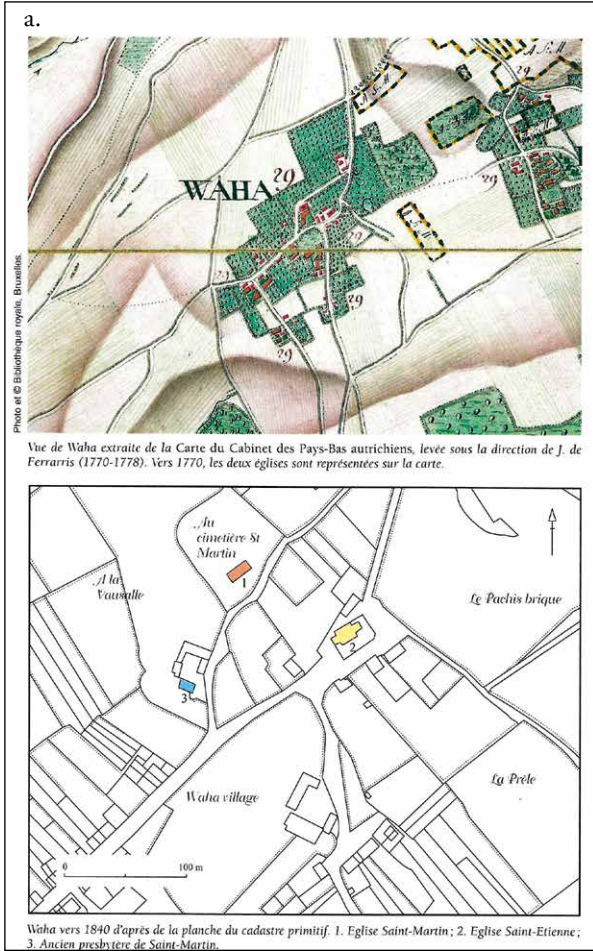 a.
WAHA
29
29
29
29
29
29
29
A S: M
A S: M
Photo et © Bibliothèque royale, Bruxelles.
Vue de Waha extraite de la Carte du Cabinet des Pays-Bas autrichiens, levée sous la direction de J. de
Ferrarris (1770-1778). Vers 1770, les deux églises sont représentées sur la carte.
Au
cimetière St
Martin
1
A la
Vausalle
Le Pachis brique
2
3
Waha village
La Prêle
0
100 m
Waha vers 1840 d'après de la planche du cadastre primitif. 1. Eglise Saint-Martin ; 2. Eglise Saint-Etienne ;
3. Ancien presbytère de Saint-Martin.